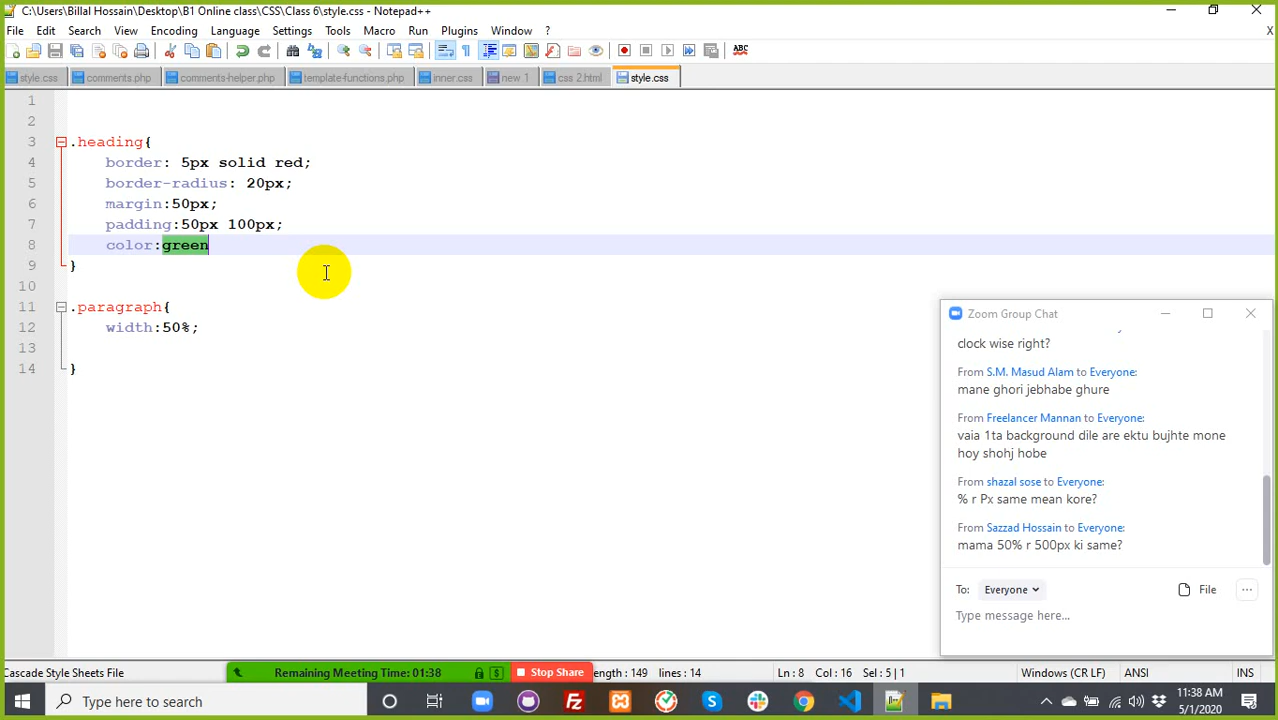 C:\Users\Billal Hossain\Desktop\B1 Online class\CSS\Class 6\style.css - Notepad++
File Edit Search View Encoding Language Settings Tools Macro Run Plugins Window ? X
ABC
style.css comments.php comments-helper.php template-functions.php inner.css new 1 css 2.html style.css
1
2
3 .heading{
4 border: 5px solid red;
5 border-radius: 20px;
6 margin:50px;
7 padding:50px 100px;
8 color:green
9 }
10
11 .paragraph{
12 width:50%;
13
14 }
Zoom Group Chat
clock wise right?
From S.M. Masud Alam to Everyone:
mane ghori jebhabe ghure
From Freelancer Mannan to Everyone:
vaia 1ta background dile are ektu bujhte mone
hoy shohj hobe
From shazal sose to Everyone:
% r Px same mean kore?
From Sazzad Hossain to Everyone:
mama 50% r 500px ki same?
To: Everyone File ...
Type message here...
Cascade Style Sheets File Remaining Meeting Time: 01:38 $ Stop Share ength : 149 lines : 14 Ln : 8 Col : 16 Sel : 5 | 1 Windows (CR LF) ANSI INS
Type here to search 11:38 AM
5/1/2020